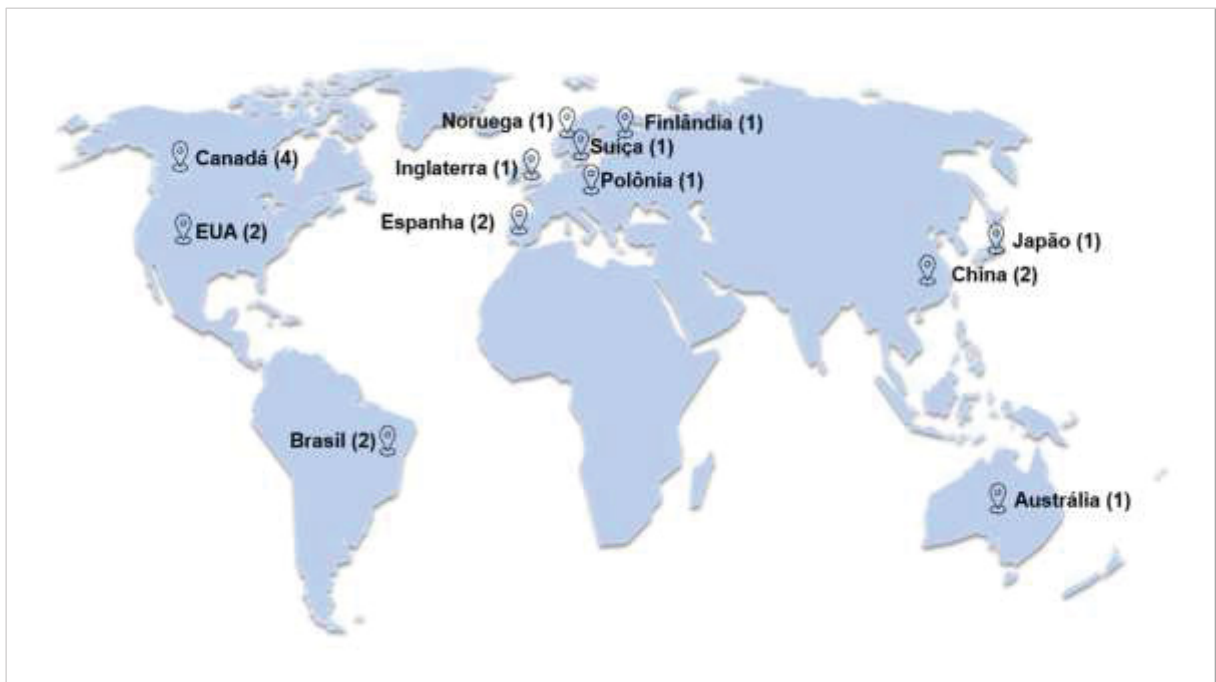 Noruega (1)
Finlândia (1)
Suiça (1)
Canadá (4)
Inglaterra (1)
Polônia (1)
Espanha (2)
EUA (2)
Japão (1)
China (2)
Brasil (2)
Austrália (1)